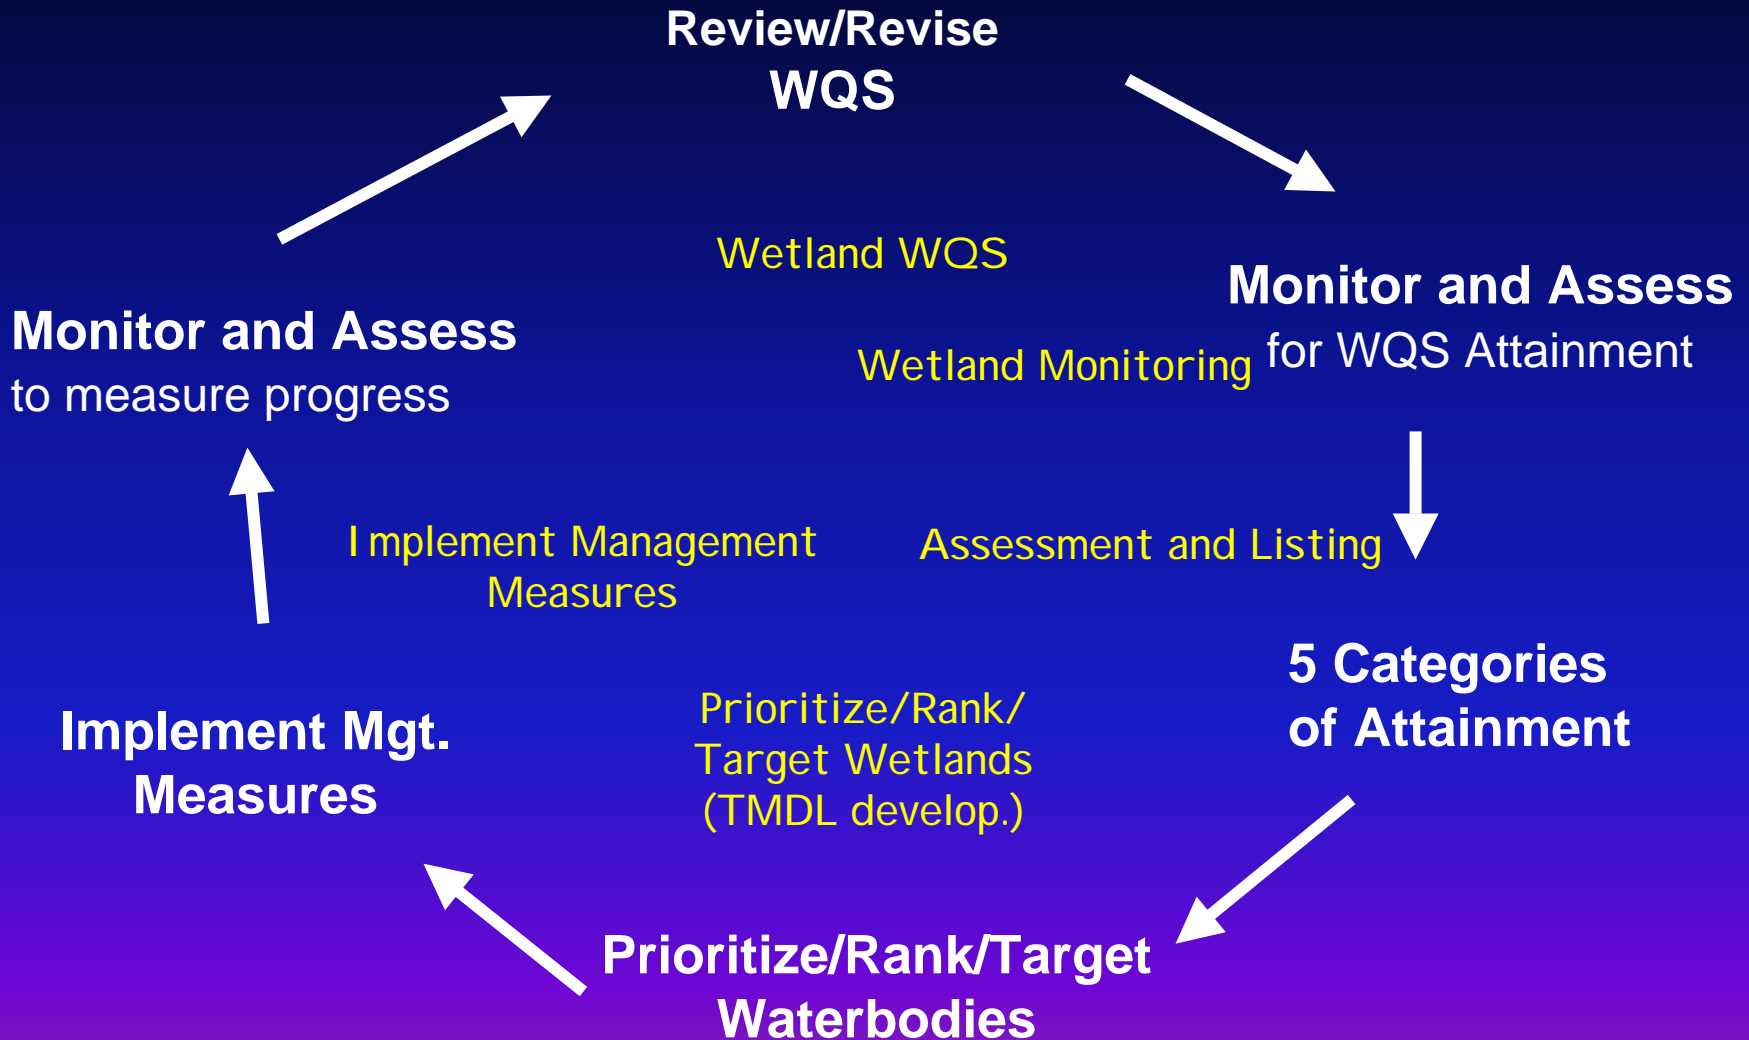 Review/Revise
WQS
Wetland WQS
Monitor and Assess
for WQS Attainment
Monitor and Assess
to measure progress
Wetland Monitoring
Implement Management
Measures
Assessment and Listing
5 Categories
of Attainment
Prioritize/Rank/
Target Wetlands
(TMDL develop.)
Implement Mgt.
Measures
Prioritize/Rank/Target
Waterbodies